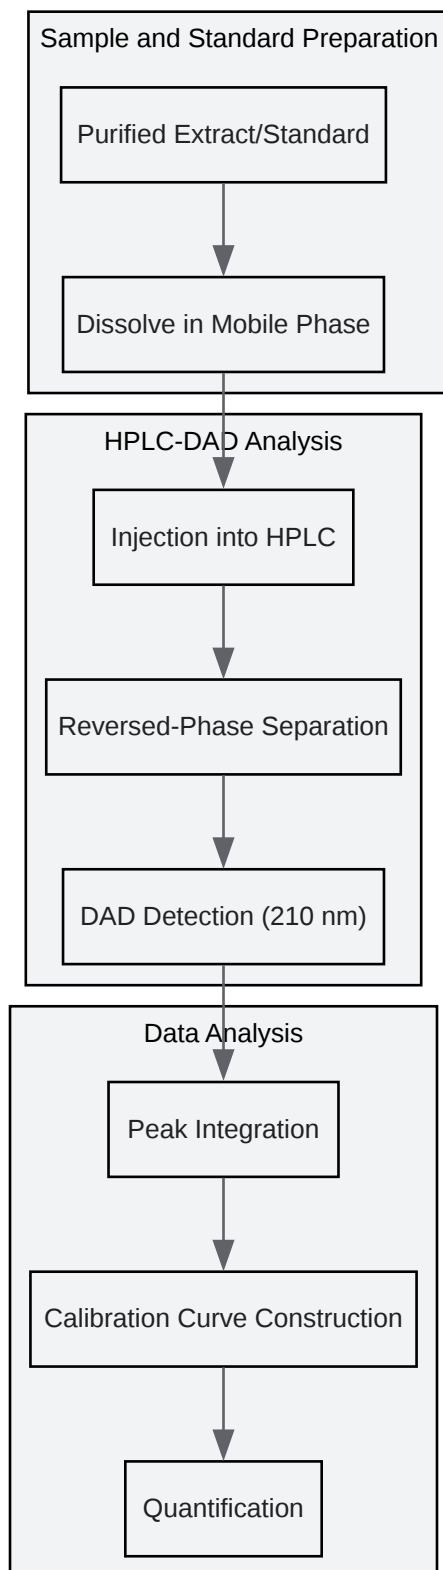 Sample and Standard Preparation
Purified Extract/Standard
Dissolve in Mobile Phase
HPLC-DAD Analysis
Injection into HPLC
Reversed-Phase Separation
DAD Detection (210 nm)
Data Analysis
Peak Integration
Calibration Curve Construction
Quantification